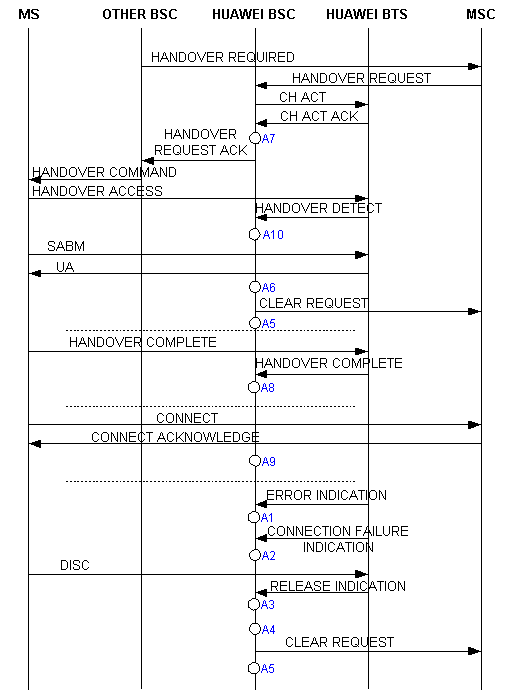 MS OTHER BSC HUAWEI BSC HUAWEI BTS MSC
HANDOVER REQUIRED
HANDOVER REQUEST
CH ACT
CH ACT ACK
HANDOVER
A7
REQUEST ACK
HANDOVER COMMAND
HANDOVER ACCESS
HANDOVER DETECT
A10
SABM
UA
A6
CLEAR REQUEST
A5
HANDOVER COMPLETE
HANDOVER COMPLETE
A8
CONNECT
CONNECT ACKNOWLEDGE
A9
ERROR INDICATION
A1
CONNECTION FAILURE
INDICATION
A2
DISC
RELEASE INDICATION
A3
A4
CLEAR REQUEST
A5